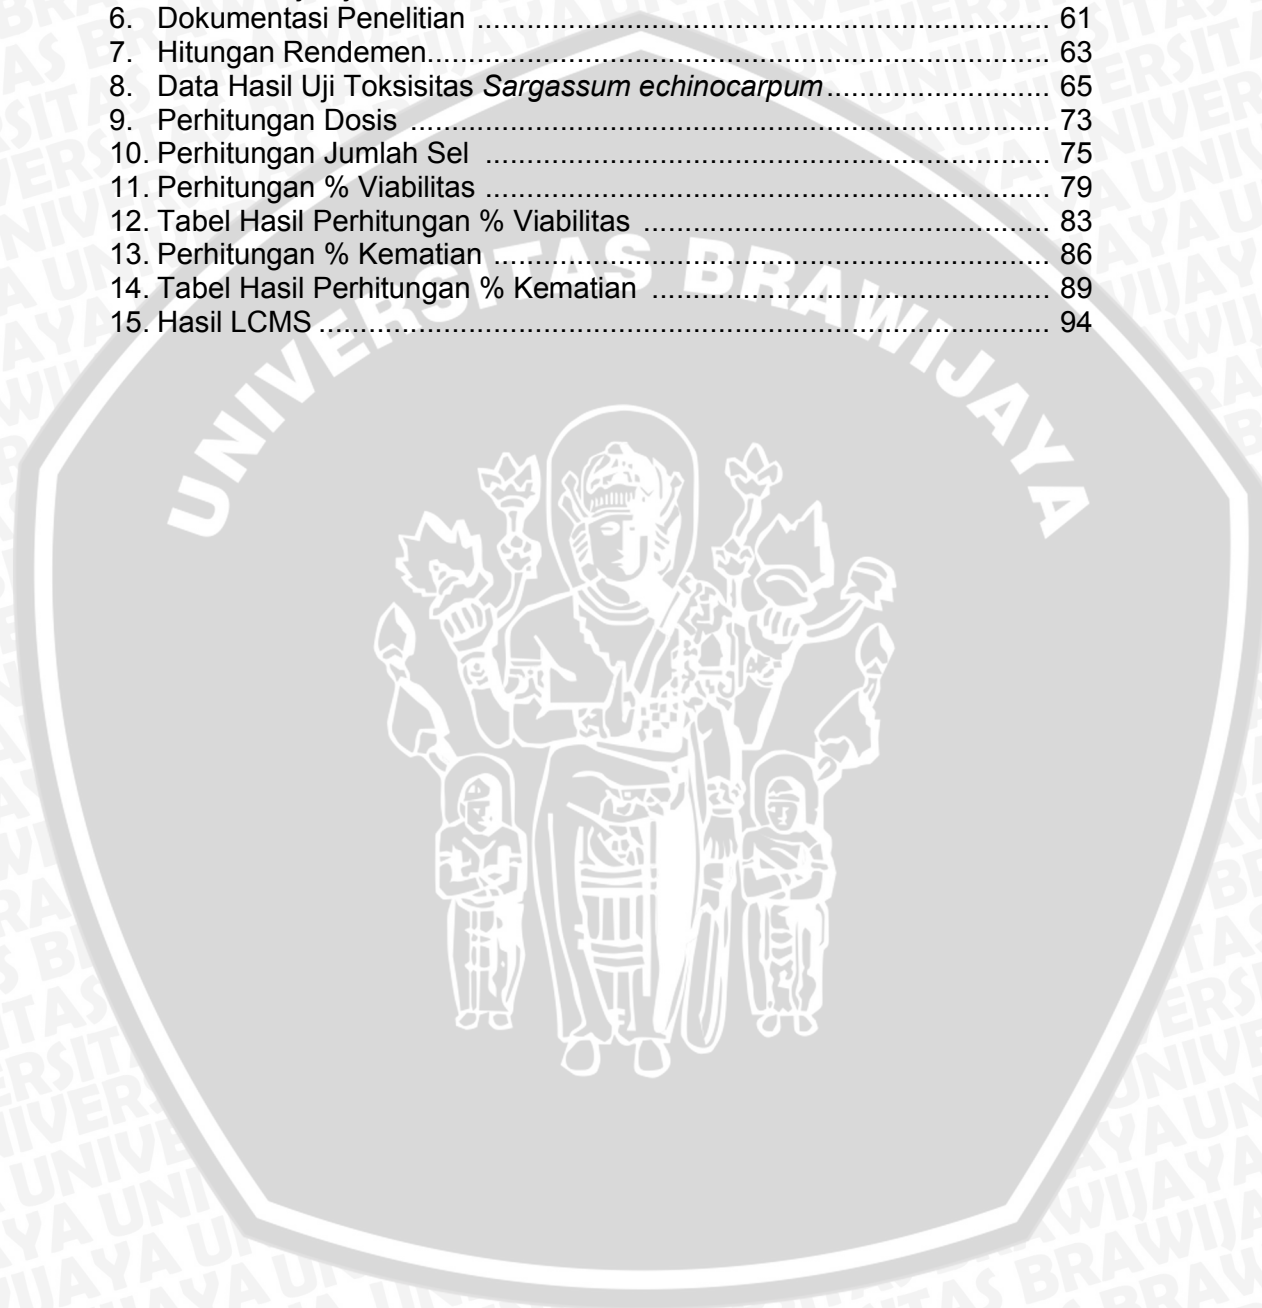 6. Dokumentasi Penelitian ........................................................................ 61
7. Hitungan Rendemen.............................................................................. 63
8. Data Hasil Uji Toksisitas Sargassum echinocarpum............................ 65
9. Perhitungan Dosis ................................................................................ 73
10. Perhitungan Jumlah Sel ....................................................................... 75
11. Perhitungan % Viabilitas ....................................................................... 79
12. Tabel Hasil Perhitungan % Viabilitas ................................................... 83
13. Perhitungan % Kematian ...................................................................... 86
14. Tabel Hasil Perhitungan % Kematian .................................................. 89
15. Hasil LCMS ............................................................................................ 94
UNIVERSITAS BRAWIJAYA